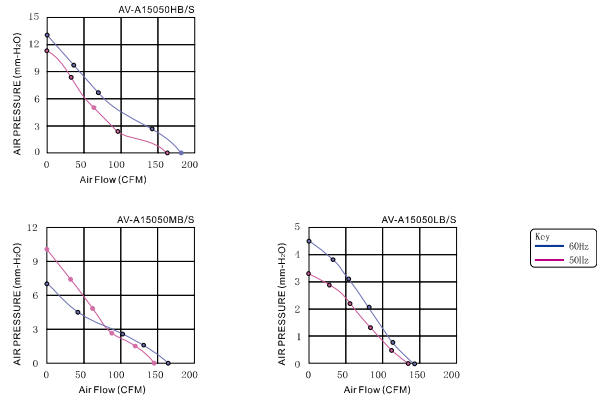 AV-A15050HB/S
15
12
9
6
3
0
AIR PRESSURE (mm-H2O)
0 50 100 150 200
Air Flow (CFM)
AV-A15050MB/S
12
9
6
3
0
AIR PRESSURE (mm-H2O)
0 50 100 150 200
Air Flow (CFM)
AV-A15050LB/S
5
4
3
2
1
0
AIR PRESSURE (mm-H2O)
0 50 100 150 200
Air Flow (CFM)
Key
60Hz
50Hz